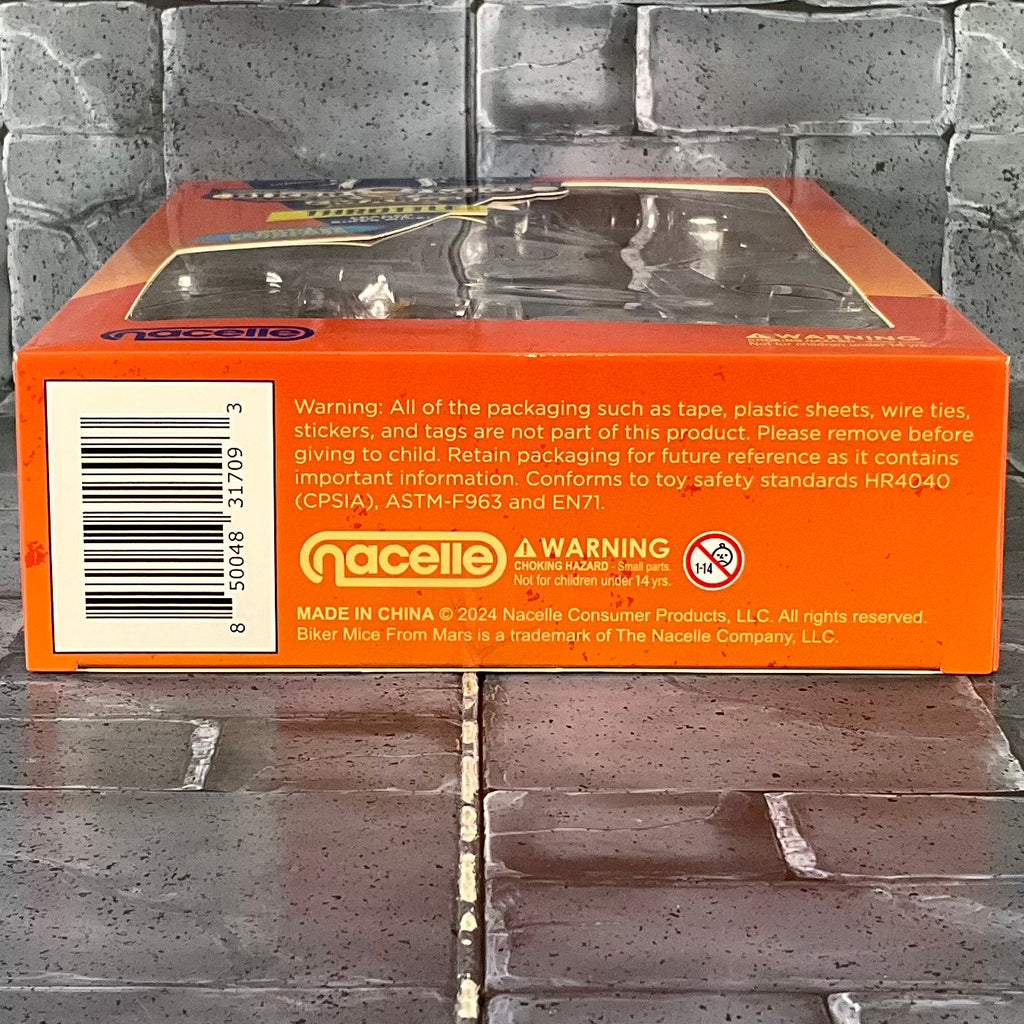 THROTTLE
nacelle
WARNING
Not for children under 14 yrs.
8 50048 31709 3
Warning: All of the packaging such as tape, plastic sheets, wire ties,
stickers, and tags are not part of this product. Please remove before
giving to child. Retain packaging for future reference as it contains
important information. Conforms to toy safety standards HR4040
(CPSIA), ASTM-F963 and EN71.
nacelle
WARNING
CHOKING HAZARD - Small parts.
Not for children under 14 yrs.
1-14
MADE IN CHINA © 2024 Nacelle Consumer Products, LLC. All rights reserved.
Biker Mice From Mars is a trademark of The Nacelle Company, LLC.